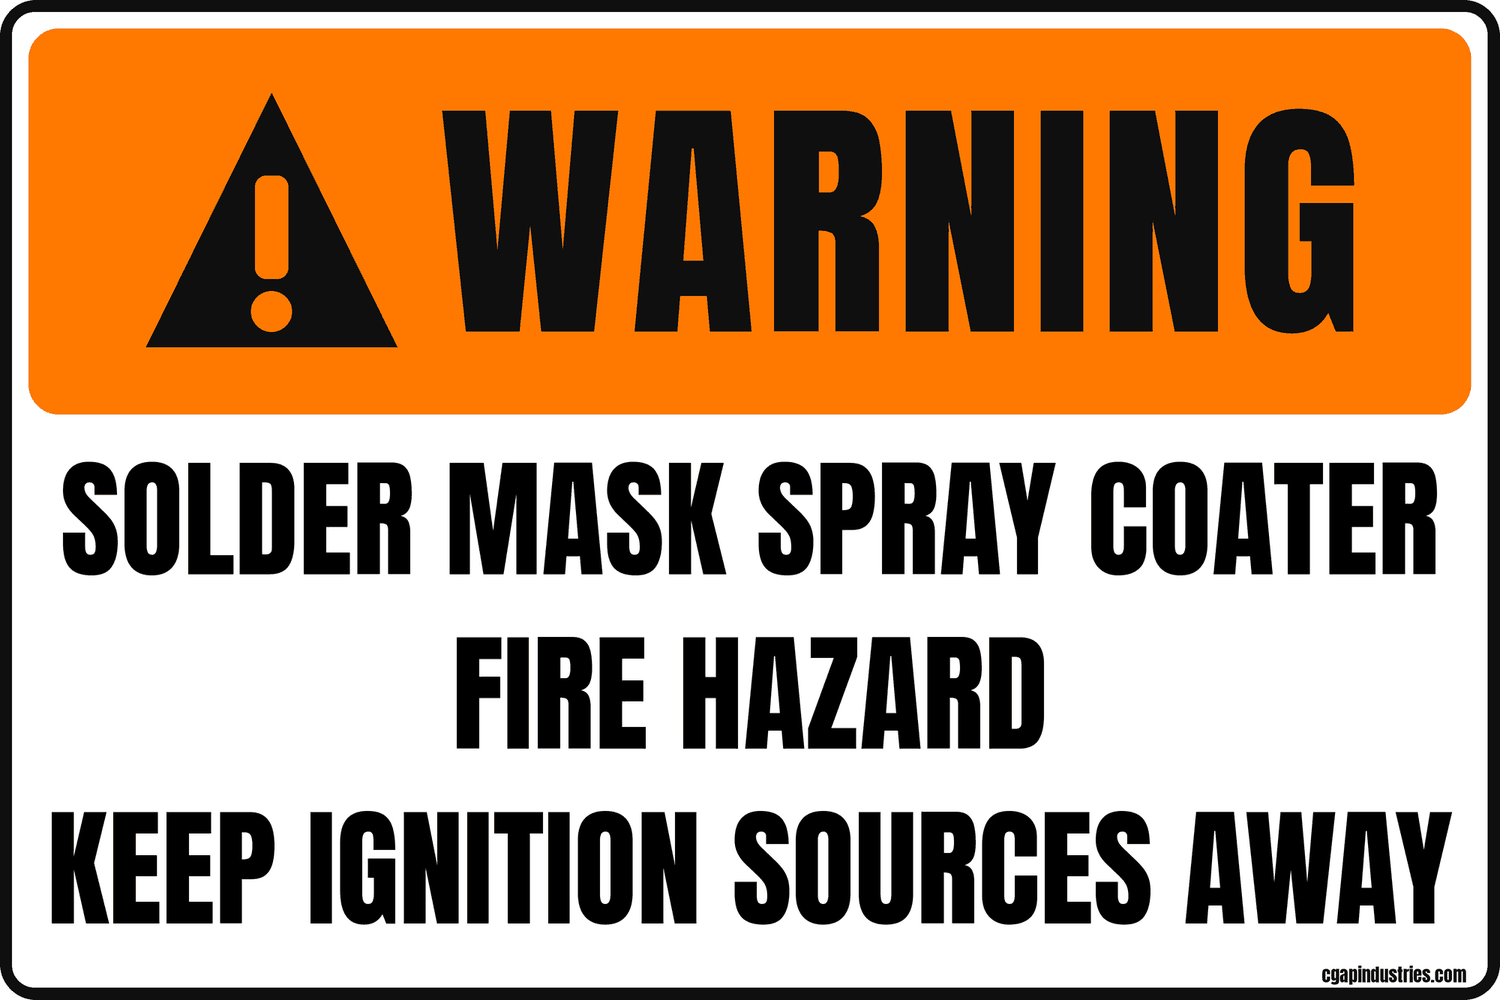 WARNING
SOLDER MASK SPRAY COATER
FIRE HAZARD
KEEP IGNITION SOURCES AWAY
cgapindustries.com